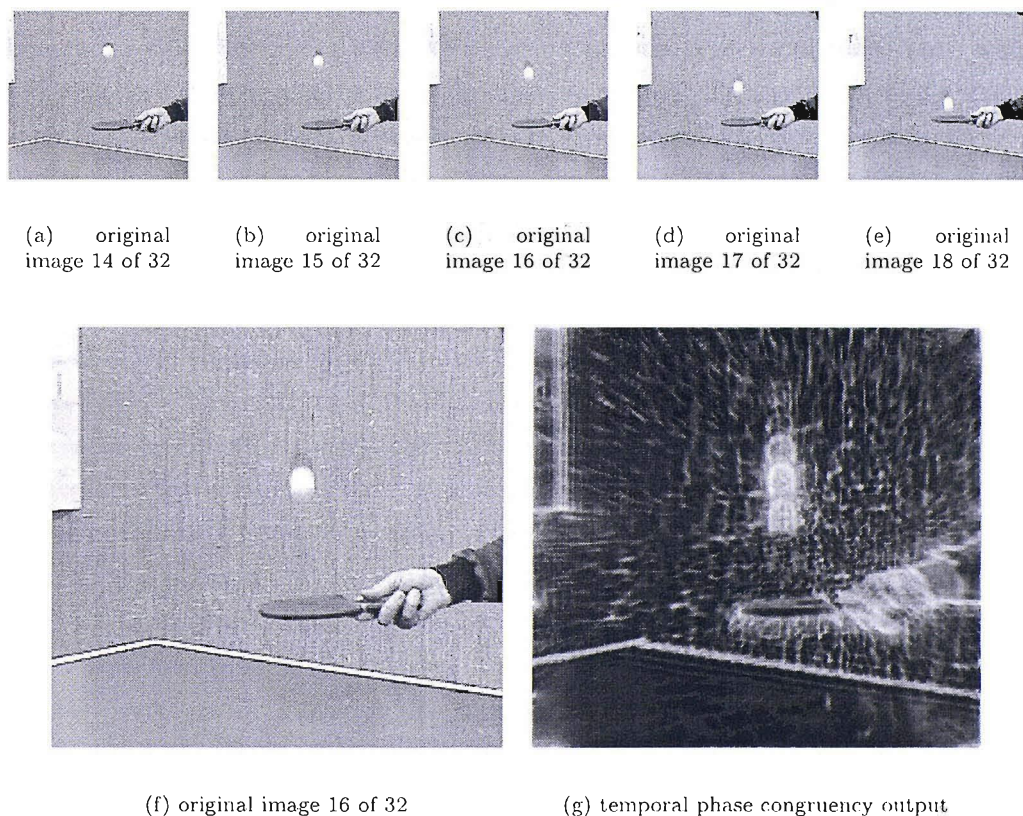 (a) original
image 14 of 32
(b) original
image 15 of 32
(c) original
image 16 of 32
(d) original
image 17 of 32
(e) original
image 18 of 32
(f) original image 16 of 32
(g) temporal phase congruency output